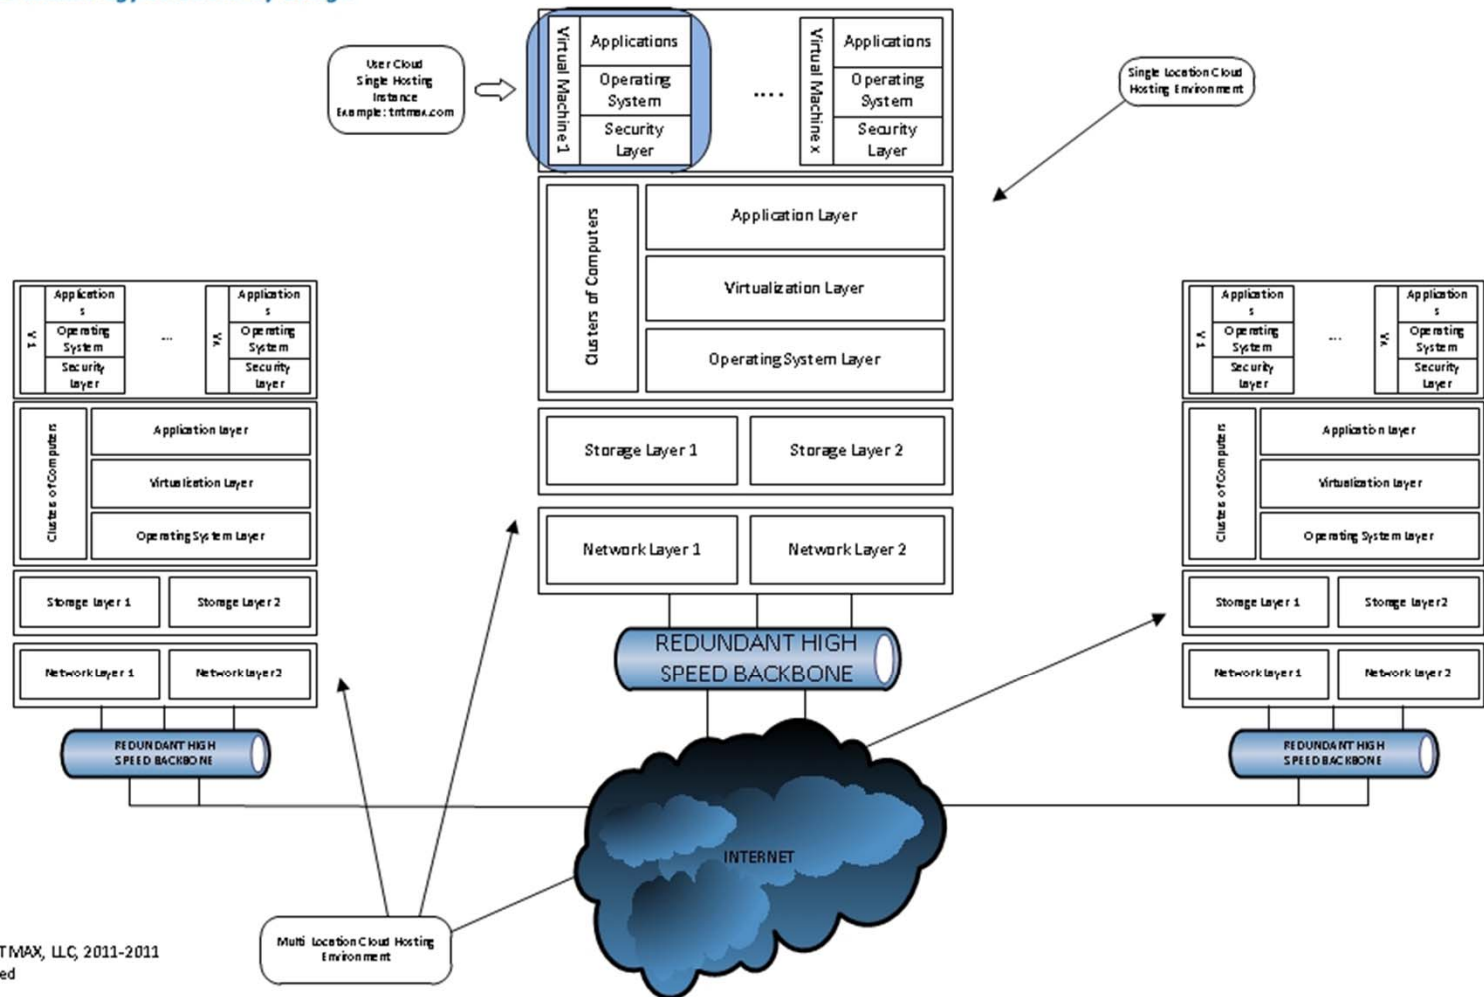 User Cloud
Single Hosting
Instance
Example: tntmax.com
Virtual Machine 1
Applications
Operating
System
Security
Layer
....
Virtual Machine x
Applications
Operating
System
Security
Layer
Single Location Cloud
Hosting Environment
Clusters of Computers
Application Layer
Virtualization Layer
Operating System Layer
Storage Layer 1
Storage Layer 2
Network Layer 1
Network Layer 2
REDUNDANT HIGH
SPEED BACKBONE
V1
Application
s
Operating
System
Security
Layer
...
Vx
Application
s
Operating
System
Security
Layer
Clusters of Computers
Application Layer
Virtualization Layer
Operating System Layer
Storage Layer 1
Storage Layer 2
Network Layer 1
Network Layer 2
REDUNDANT HIGH
SPEED BACKBONE
V1
Application
s
Operating
System
Security
Layer
...
Vx
Application
s
Operating
System
Security
Layer
Clusters of Computers
Application Layer
Virtualization Layer
Operating System Layer
Storage Layer 1
Storage Layer 2
Network Layer 1
Network Layer 2
REDUNDANT HIGH
SPEED BACKBONE
INTERNET
Multi Location Cloud Hosting
Environment
TMAX, LLC, 2011-2011
ed